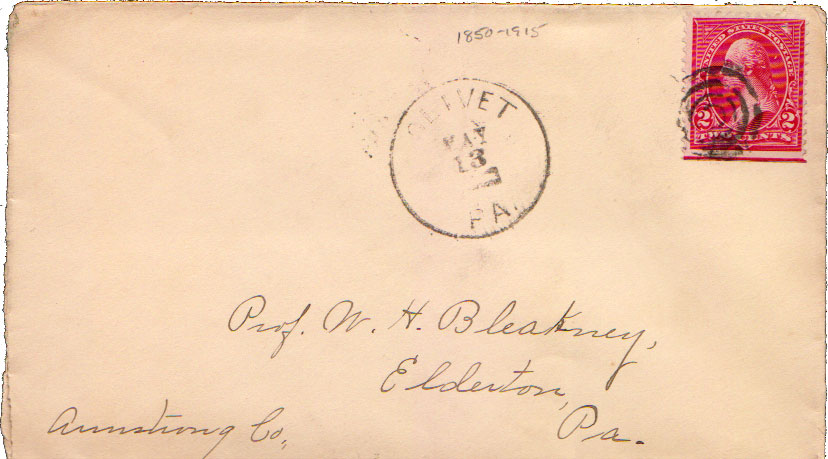 1850-1915
UNITED STATES POSTAGE
2 2
TWO CENTS
OLIVET
MAY
13
PA.
Prof. W. H. Bleakney,
Elderton,
Armstrong Co., Pa.